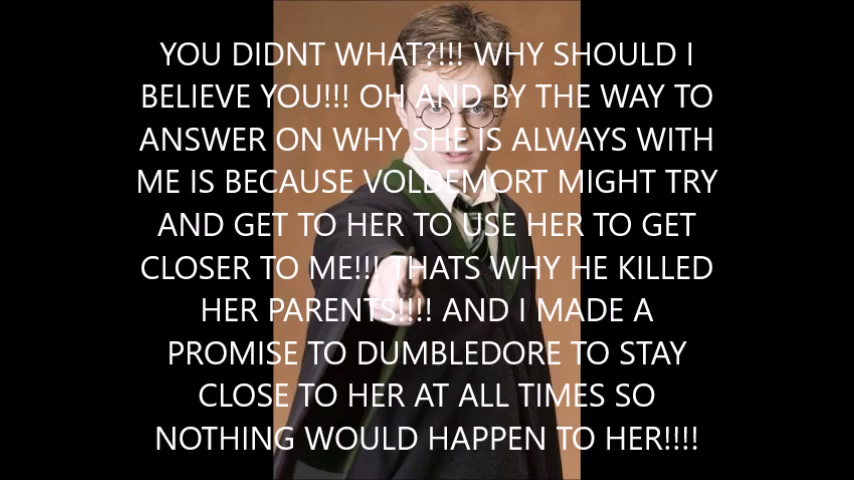 YOU DIDNT WHAT?!!! WHY SHOULD I
BELIEVE YOU!!! OH AND BY THE WAY TO
ANSWER ON WHY SHE IS ALWAYS WITH
ME IS BECAUSE VOLDEMORT MIGHT TRY
AND GET TO HER TO USE HER TO GET
CLOSER TO ME!!! THATS WHY HE KILLED
HER PARENTS!!!! AND I MADE A
PROMISE TO DUMBLEDORE TO STAY
CLOSE TO HER AT ALL TIMES SO
NOTHING WOULD HAPPEN TO HER!!!!